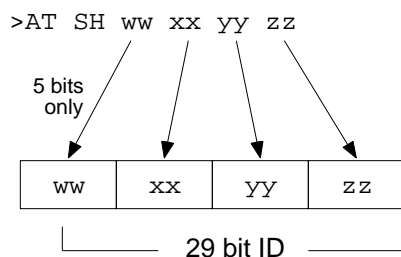 >AT SH ww xx yy zz
5 bits
only
ww xx yy zz
29 bit ID